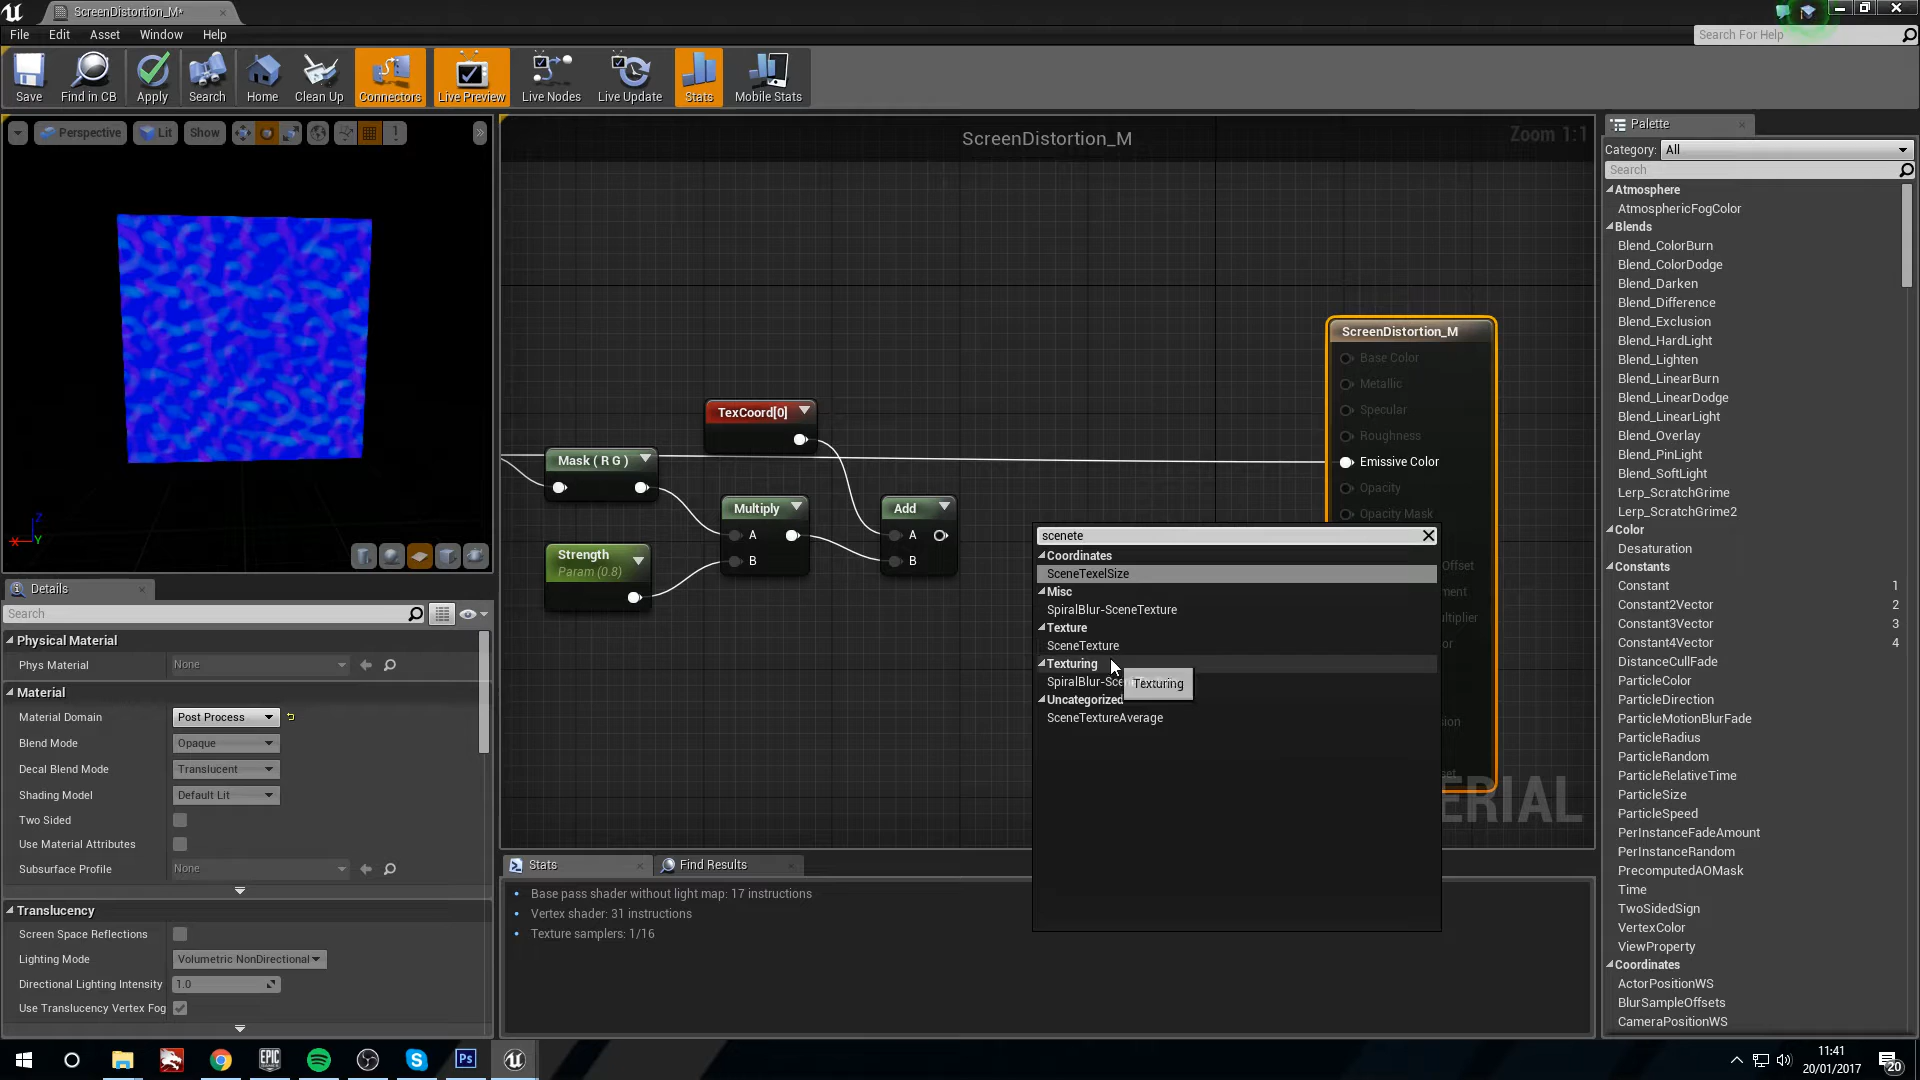 ScreenDistortion_M*
File Edit Asset Window Help
Search For Help
Save
Find in CB
Apply
Search
Home
Clean Up
Connectors
Live Preview
Live Nodes
Live Update
Stats
Mobile Stats
Perspective
Lit
Show
Z
X
Y
ScreenDistortion_M
Zoom 1:1
TexCoord[0]
Mask ( R G )
Multiply
A
B
Strength
Param (0.8)
Add
A
B
ScreenDistortion_M
Base Color
Metallic
Specular
Roughness
Emissive Color
Opacity
Opacity Mask
scenete
Coordinates
SceneTexelSize
Misc
SpiralBlur-SceneTexture
Texture
SceneTexture
Texturing
SpiralBlur-Scen
Texturing
Uncategorized
SceneTextureAverage
ERIAL
Details
Search
Physical Material
Phys Material
None
Material
Material Domain
Post Process
Blend Mode
Opaque
Decal Blend Mode
Translucent
Shading Model
Default Lit
Two Sided
Use Material Attributes
Subsurface Profile
None
Translucency
Screen Space Reflections
Lighting Mode
Volumetric NonDirectional
Directional Lighting Intensity
1.0
Use Translucency Vertex Fog
Stats
Find Results
Base pass shader without light map: 17 instructions
Vertex shader: 31 instructions
Texture samplers: 1/16
Palette
Category: All
Search
Atmosphere
AtmosphericFogColor
Blends
Blend_ColorBurn
Blend_ColorDodge
Blend_Darken
Blend_Difference
Blend_Exclusion
Blend_HardLight
Blend_Lighten
Blend_LinearBurn
Blend_LinearDodge
Blend_LinearLight
Blend_Overlay
Blend_PinLight
Blend_SoftLight
Lerp_ScratchGrime
Lerp_ScratchGrime2
Color
Desaturation
Constants
Constant 1
Constant2Vector 2
Constant3Vector 3
Constant4Vector 4
DistanceCullFade
ParticleColor
ParticleDirection
ParticleMotionBlurFade
ParticleRadius
ParticleRandom
ParticleRelativeTime
ParticleSize
ParticleSpeed
PerInstanceFadeAmount
PerInstanceRandom
PrecomputedAOMask
Time
TwoSidedSign
VertexColor
ViewProperty
Coordinates
ActorPositionWS
BlurSampleOffsets
CameraPositionWS
EPIC
GAMES
Ps
11:41
20/01/2017
20